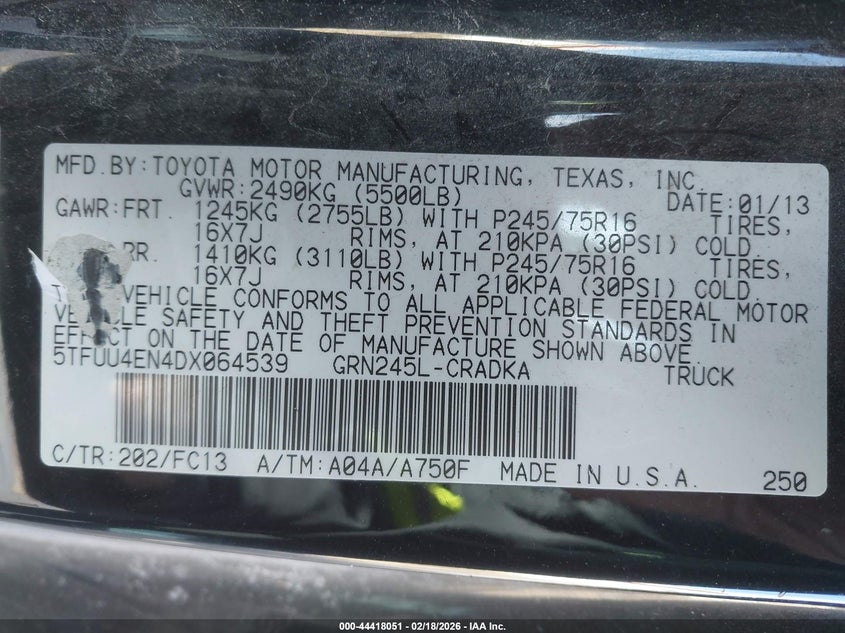 MFD.BY:TOYOTA MOTOR MANUFACTURING, TEXAS, INC.
GVWR:2490KG (5500LB) DATE:01/13
GAWR:FRT. 1245KG (2755LB) WITH P245/75R16 TIRES,
16X7J RIMS, AT 210KPA (30PSI) COLD
RR. 1410KG (3110LB) WITH P245/75R16 TIRES,
16X7J RIMS, AT 210KPA (30PSI) COLD
VEHICLE CONFORMS TO ALL APPLICABLE FEDERAL MOTOR
SAFETY AND THEFT PREVENTION STANDARDS IN
EFFECT ON THE DATE OF MANUFACTURE SHOWN ABOVE.
5TFUU4EN4DX064539 GRN245L-CRADKA TRUCK
C/TR:202/FC13 A/TM:A04A/A750F MADE IN U.S.A. 250
000-44418051 — 02/18/2026 — IAA Inc.